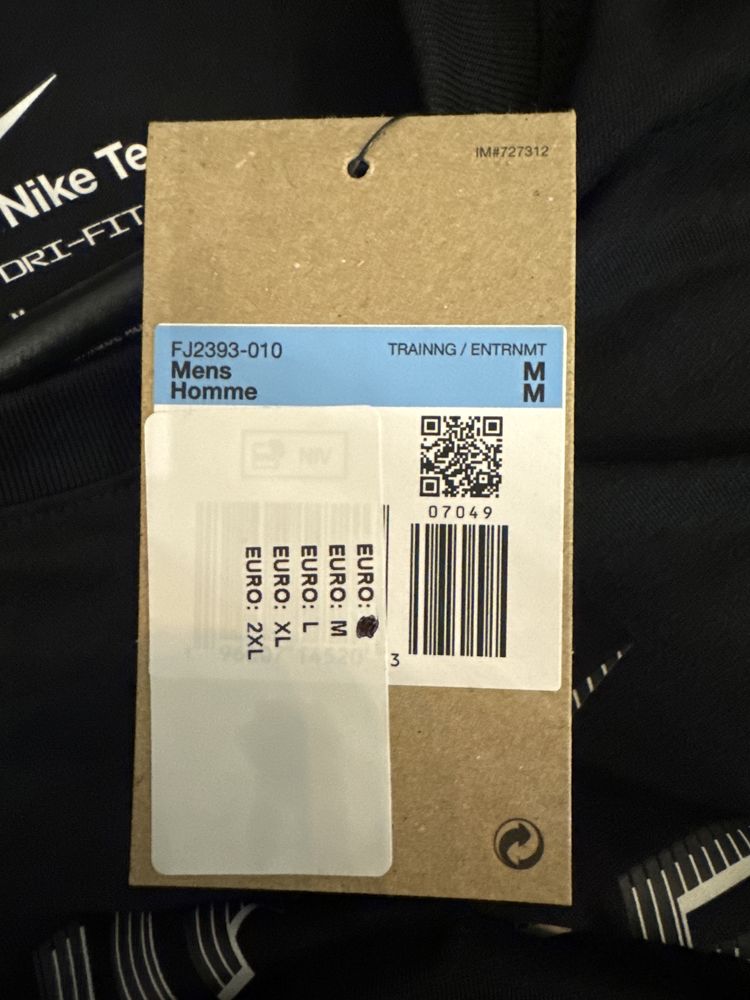 Nike Te
DRI-FIT
IM#727312
FJ2393-010
TRAINNG / ENTRNMT
Mens
M
Homme
M
07049
3
EURO:
EURO: M
EURO: L
EURO: XL
EURO: 2XL